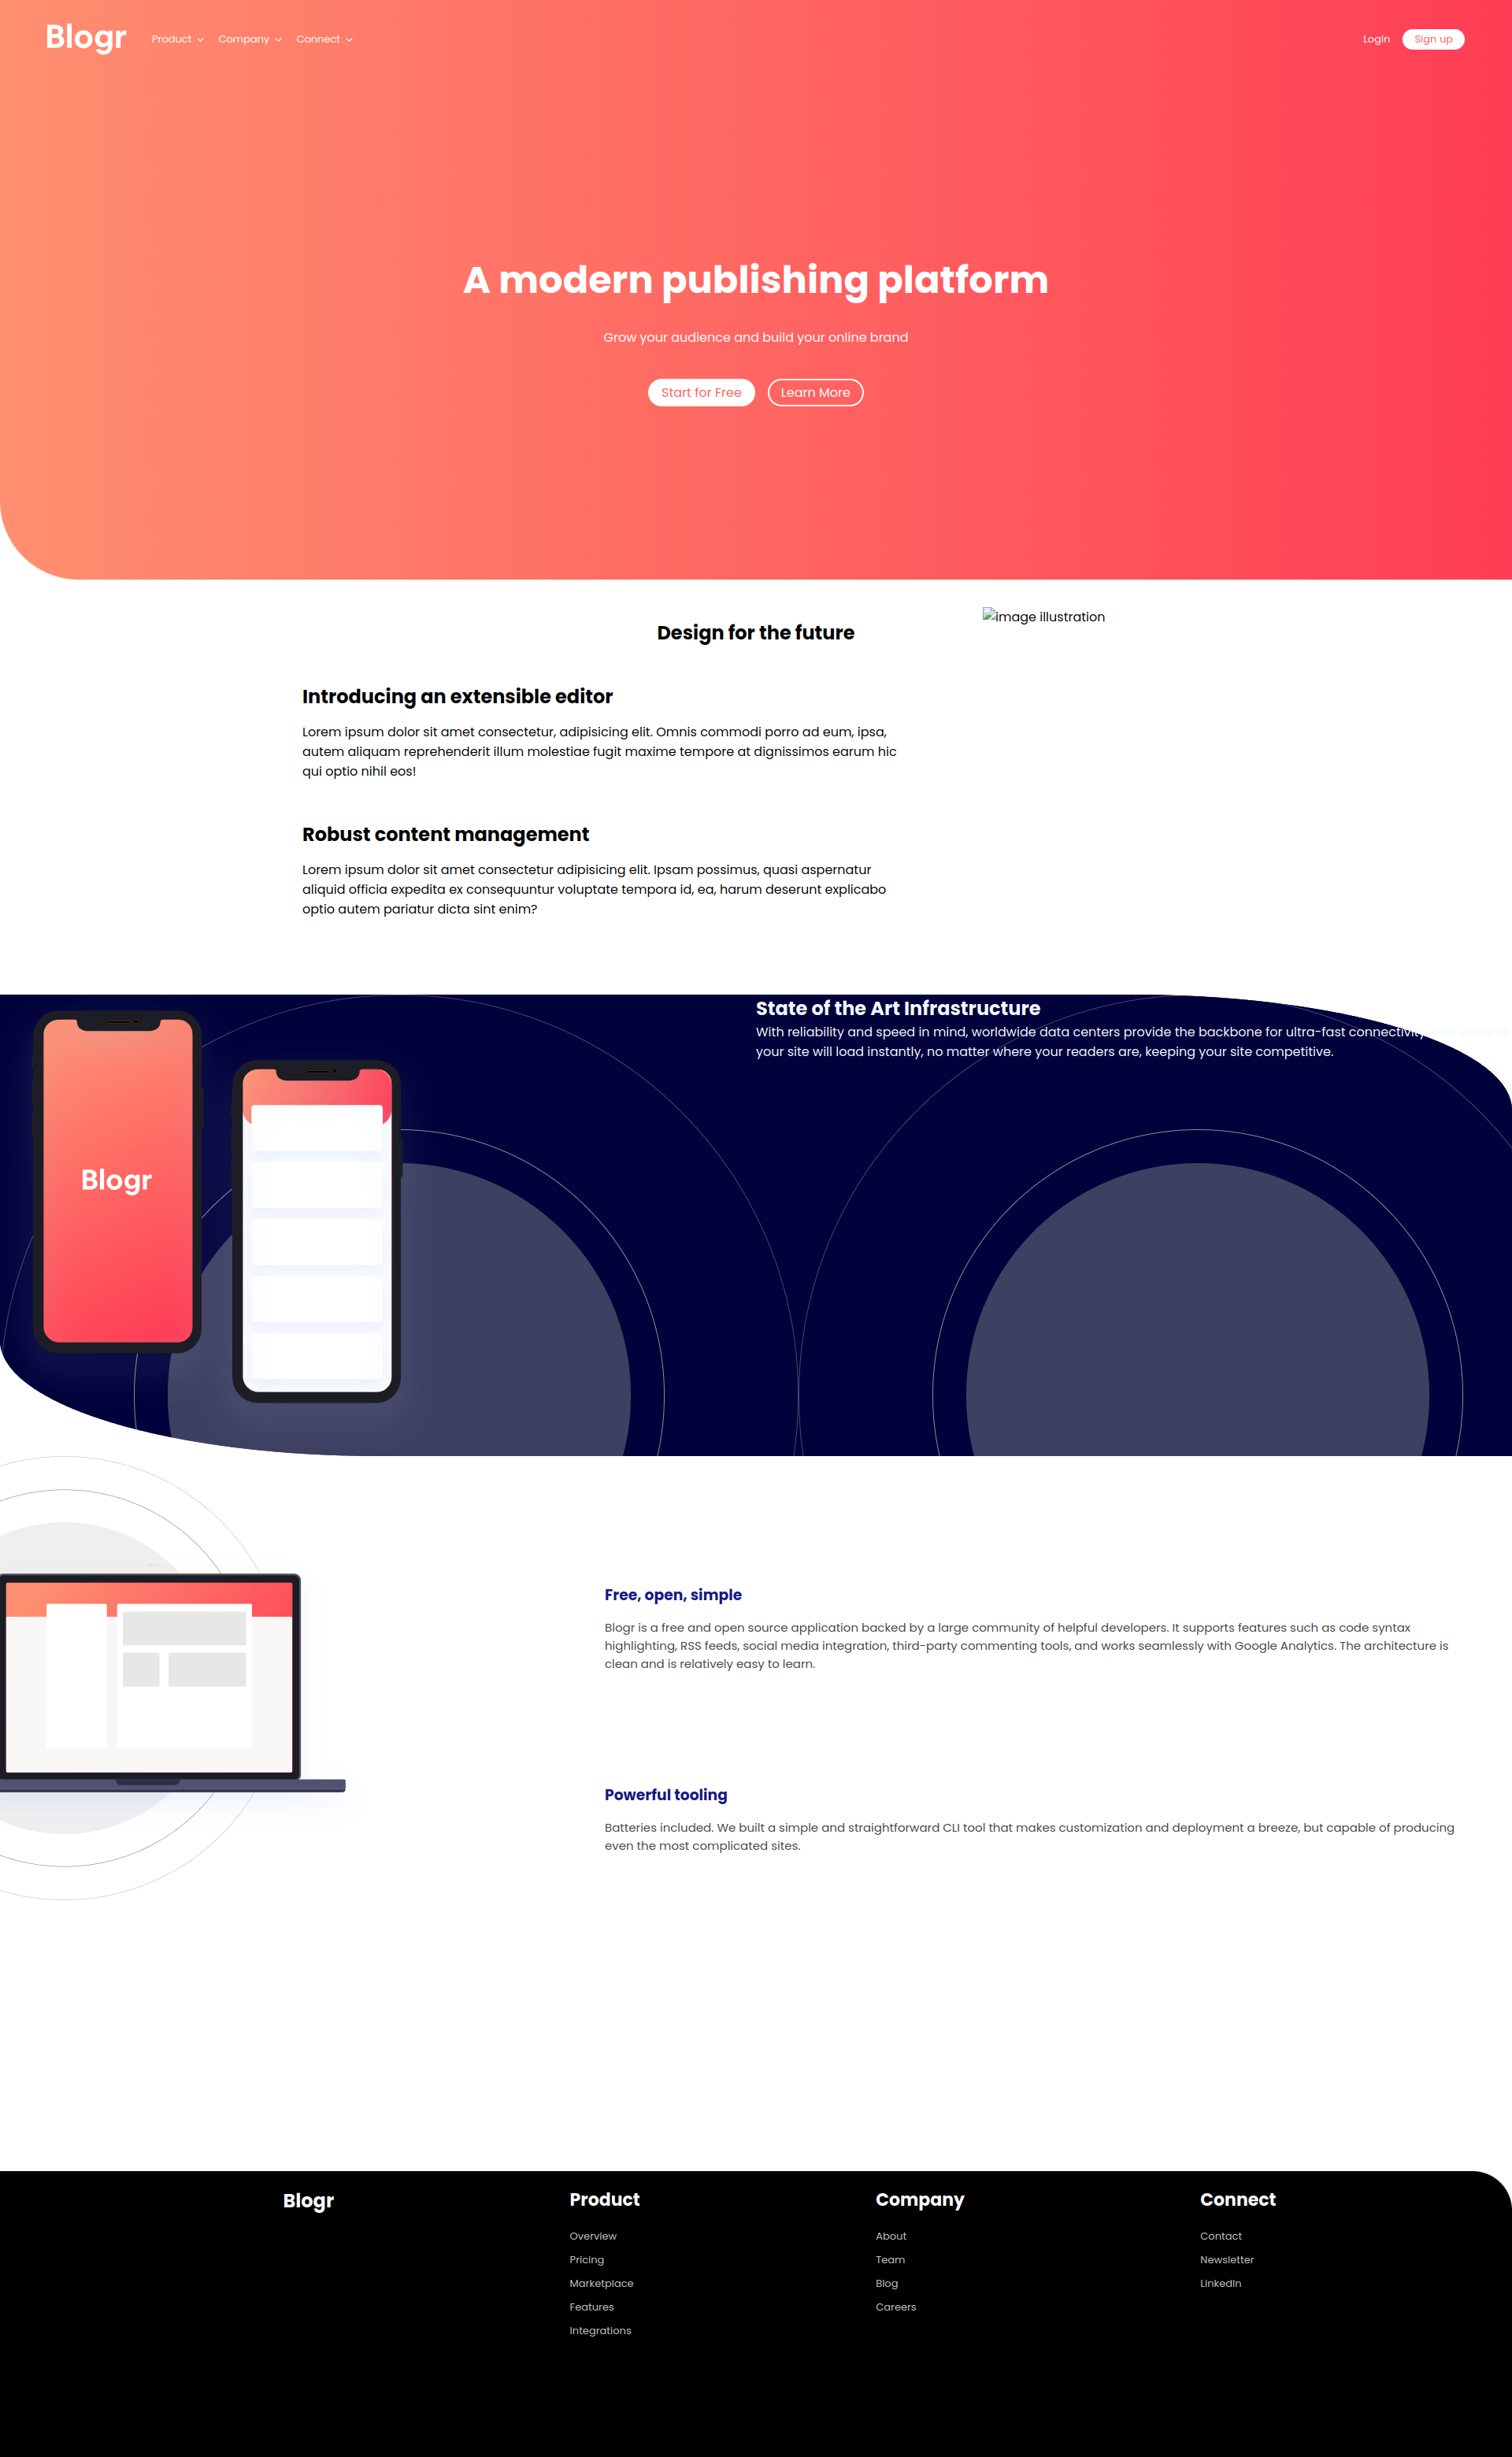 Blogr Product Company Connect Login Sign up
A modern publishing platform
Grow your audience and build your online brand
Start for Free Learn More
image illustration
Design for the future
Introducing an extensible editor
Lorem ipsum dolor sit amet consectetur, adipisicing elit. Omnis commodi porro ad eum, ipsa,
autem aliquam reprehenderit illum molestiae fugit maxime tempore at dignissimos earum hic
qui optio nihil eos!
Robust content management
Lorem ipsum dolor sit amet consectetur adipisicing elit. Ipsam possimus, quasi aspernatur
aliquid officia expedita ex consequuntur voluptate tempora id, ea, harum deserunt explicabo
optio autem pariatur dicta sint enim?
State of the Art Infrastructure
With reliability and speed in mind, worldwide data centers provide the backbone for ultra-fast connectivity.
your site will load instantly, no matter where your readers are, keeping your site competitive.
Blogr
Free, open, simple
Blogr is a free and open source application backed by a large community of helpful developers. It supports features such as code syntax
highlighting, RSS feeds, social media integration, third-party commenting tools, and works seamlessly with Google Analytics. The architecture is
clean and is relatively easy to learn.
Powerful tooling
Batteries included. We built a simple and straightforward CLI tool that makes customization and deployment a breeze, but capable of producing
even the most complicated sites.
Blogr
Product
Overview
Pricing
Marketplace
Features
Integrations
Company
About
Team
Blog
Careers
Connect
Contact
Newsletter
LinkedIn